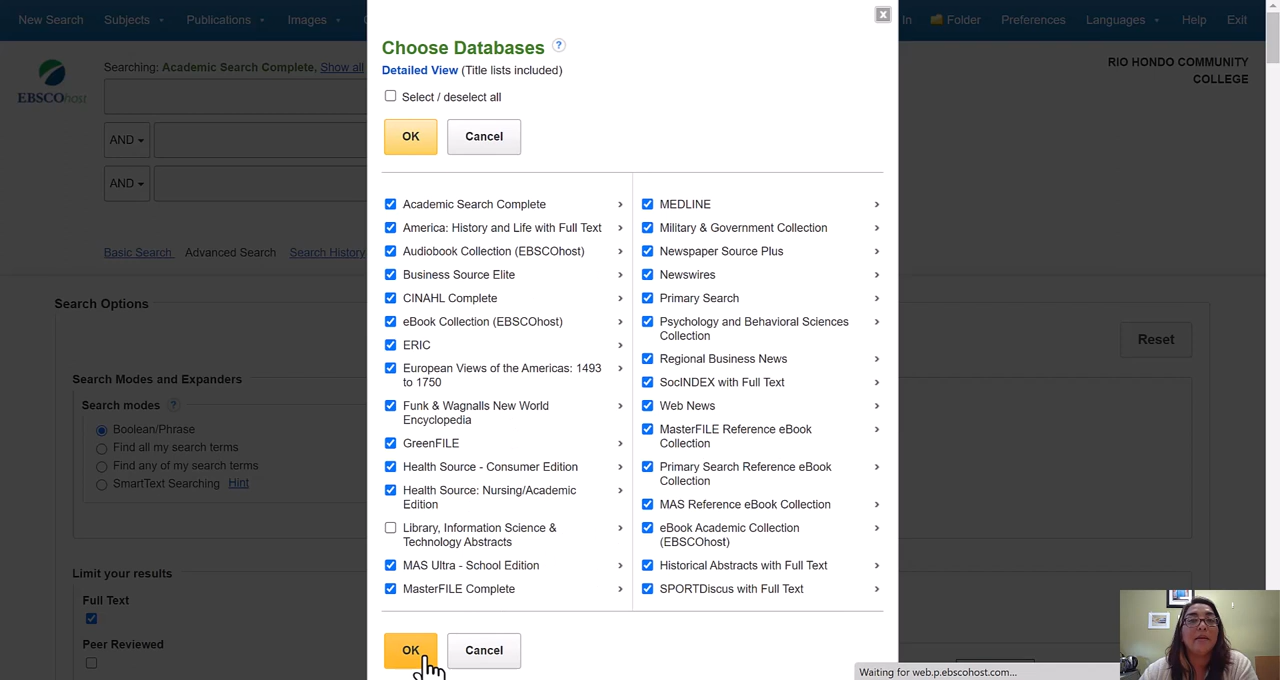 New Search Subjects Publications Images In Folder Preferences Languages Help Exit
Choose Databases ?
Detailed View (Title lists included)
Select / deselect all
OK Cancel
EBSCOhost
Searching: Academic Search Complete, Show all
AND
AND
Basic Search Advanced Search Search History
RIO HONDO COMMUNITY
COLLEGE
Academic Search Complete
America: History and Life with Full Text
Audiobook Collection (EBSCOhost)
Business Source Elite
CINAHL Complete
eBook Collection (EBSCOhost)
ERIC
European Views of the Americas: 1493
to 1750
Funk & Wagnalls New World
Encyclopedia
GreenFILE
Health Source - Consumer Edition
Health Source: Nursing/Academic
Edition
Library, Information Science &
Technology Abstracts
MAS Ultra - School Edition
MasterFILE Complete
MEDLINE
Military & Government Collection
Newspaper Source Plus
Newswires
Primary Search
Psychology and Behavioral Sciences
Collection
Regional Business News
SocINDEX with Full Text
Web News
MasterFILE Reference eBook
Collection
Primary Search Reference eBook
Collection
MAS Reference eBook Collection
eBook Academic Collection
(EBSCOhost)
Historical Abstracts with Full Text
SPORTDiscus with Full Text
OK Cancel
Search Options
Reset
Search Modes and Expanders
Search modes ?
Boolean/Phrase
Find all my search terms
Find any of my search terms
SmartText Searching Hint
Limit your results
Full Text
Peer Reviewed
Waiting for web.p.ebscohost.com...